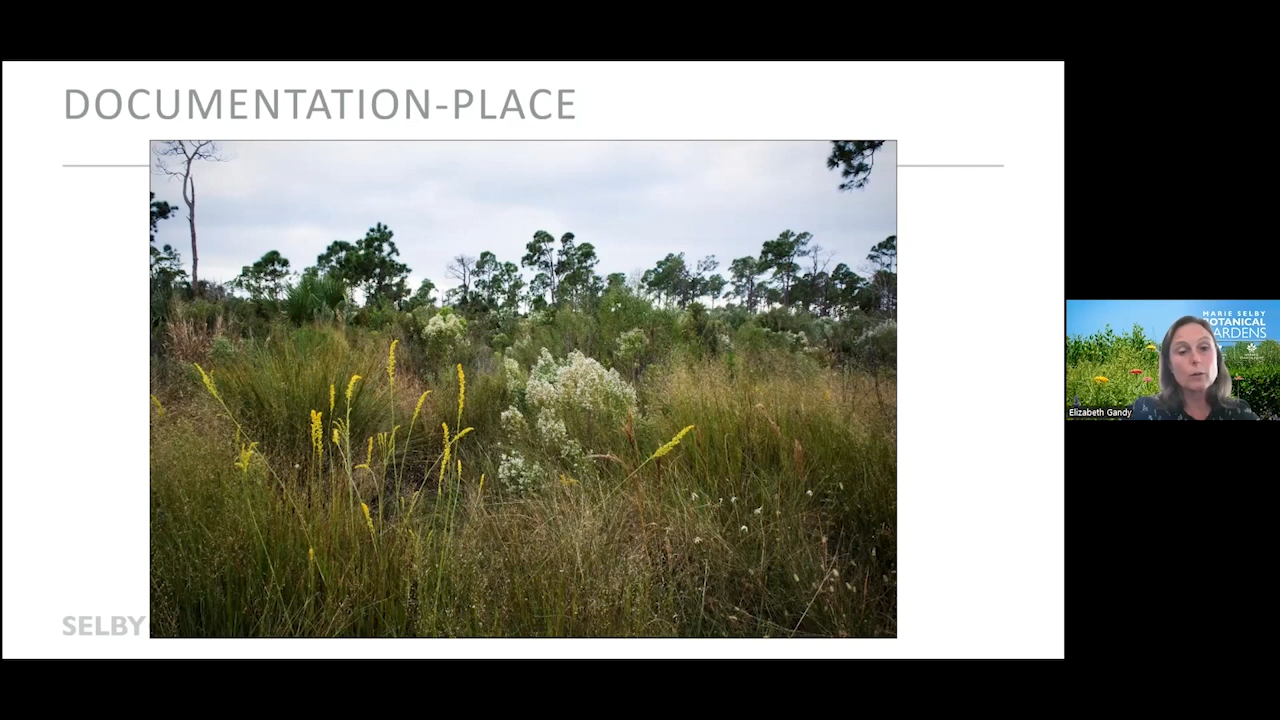 DOCUMENTATION-PLACE
SELBY
MARIE SELBY
BOTANICAL
GARDENS
Elizabeth Gandy